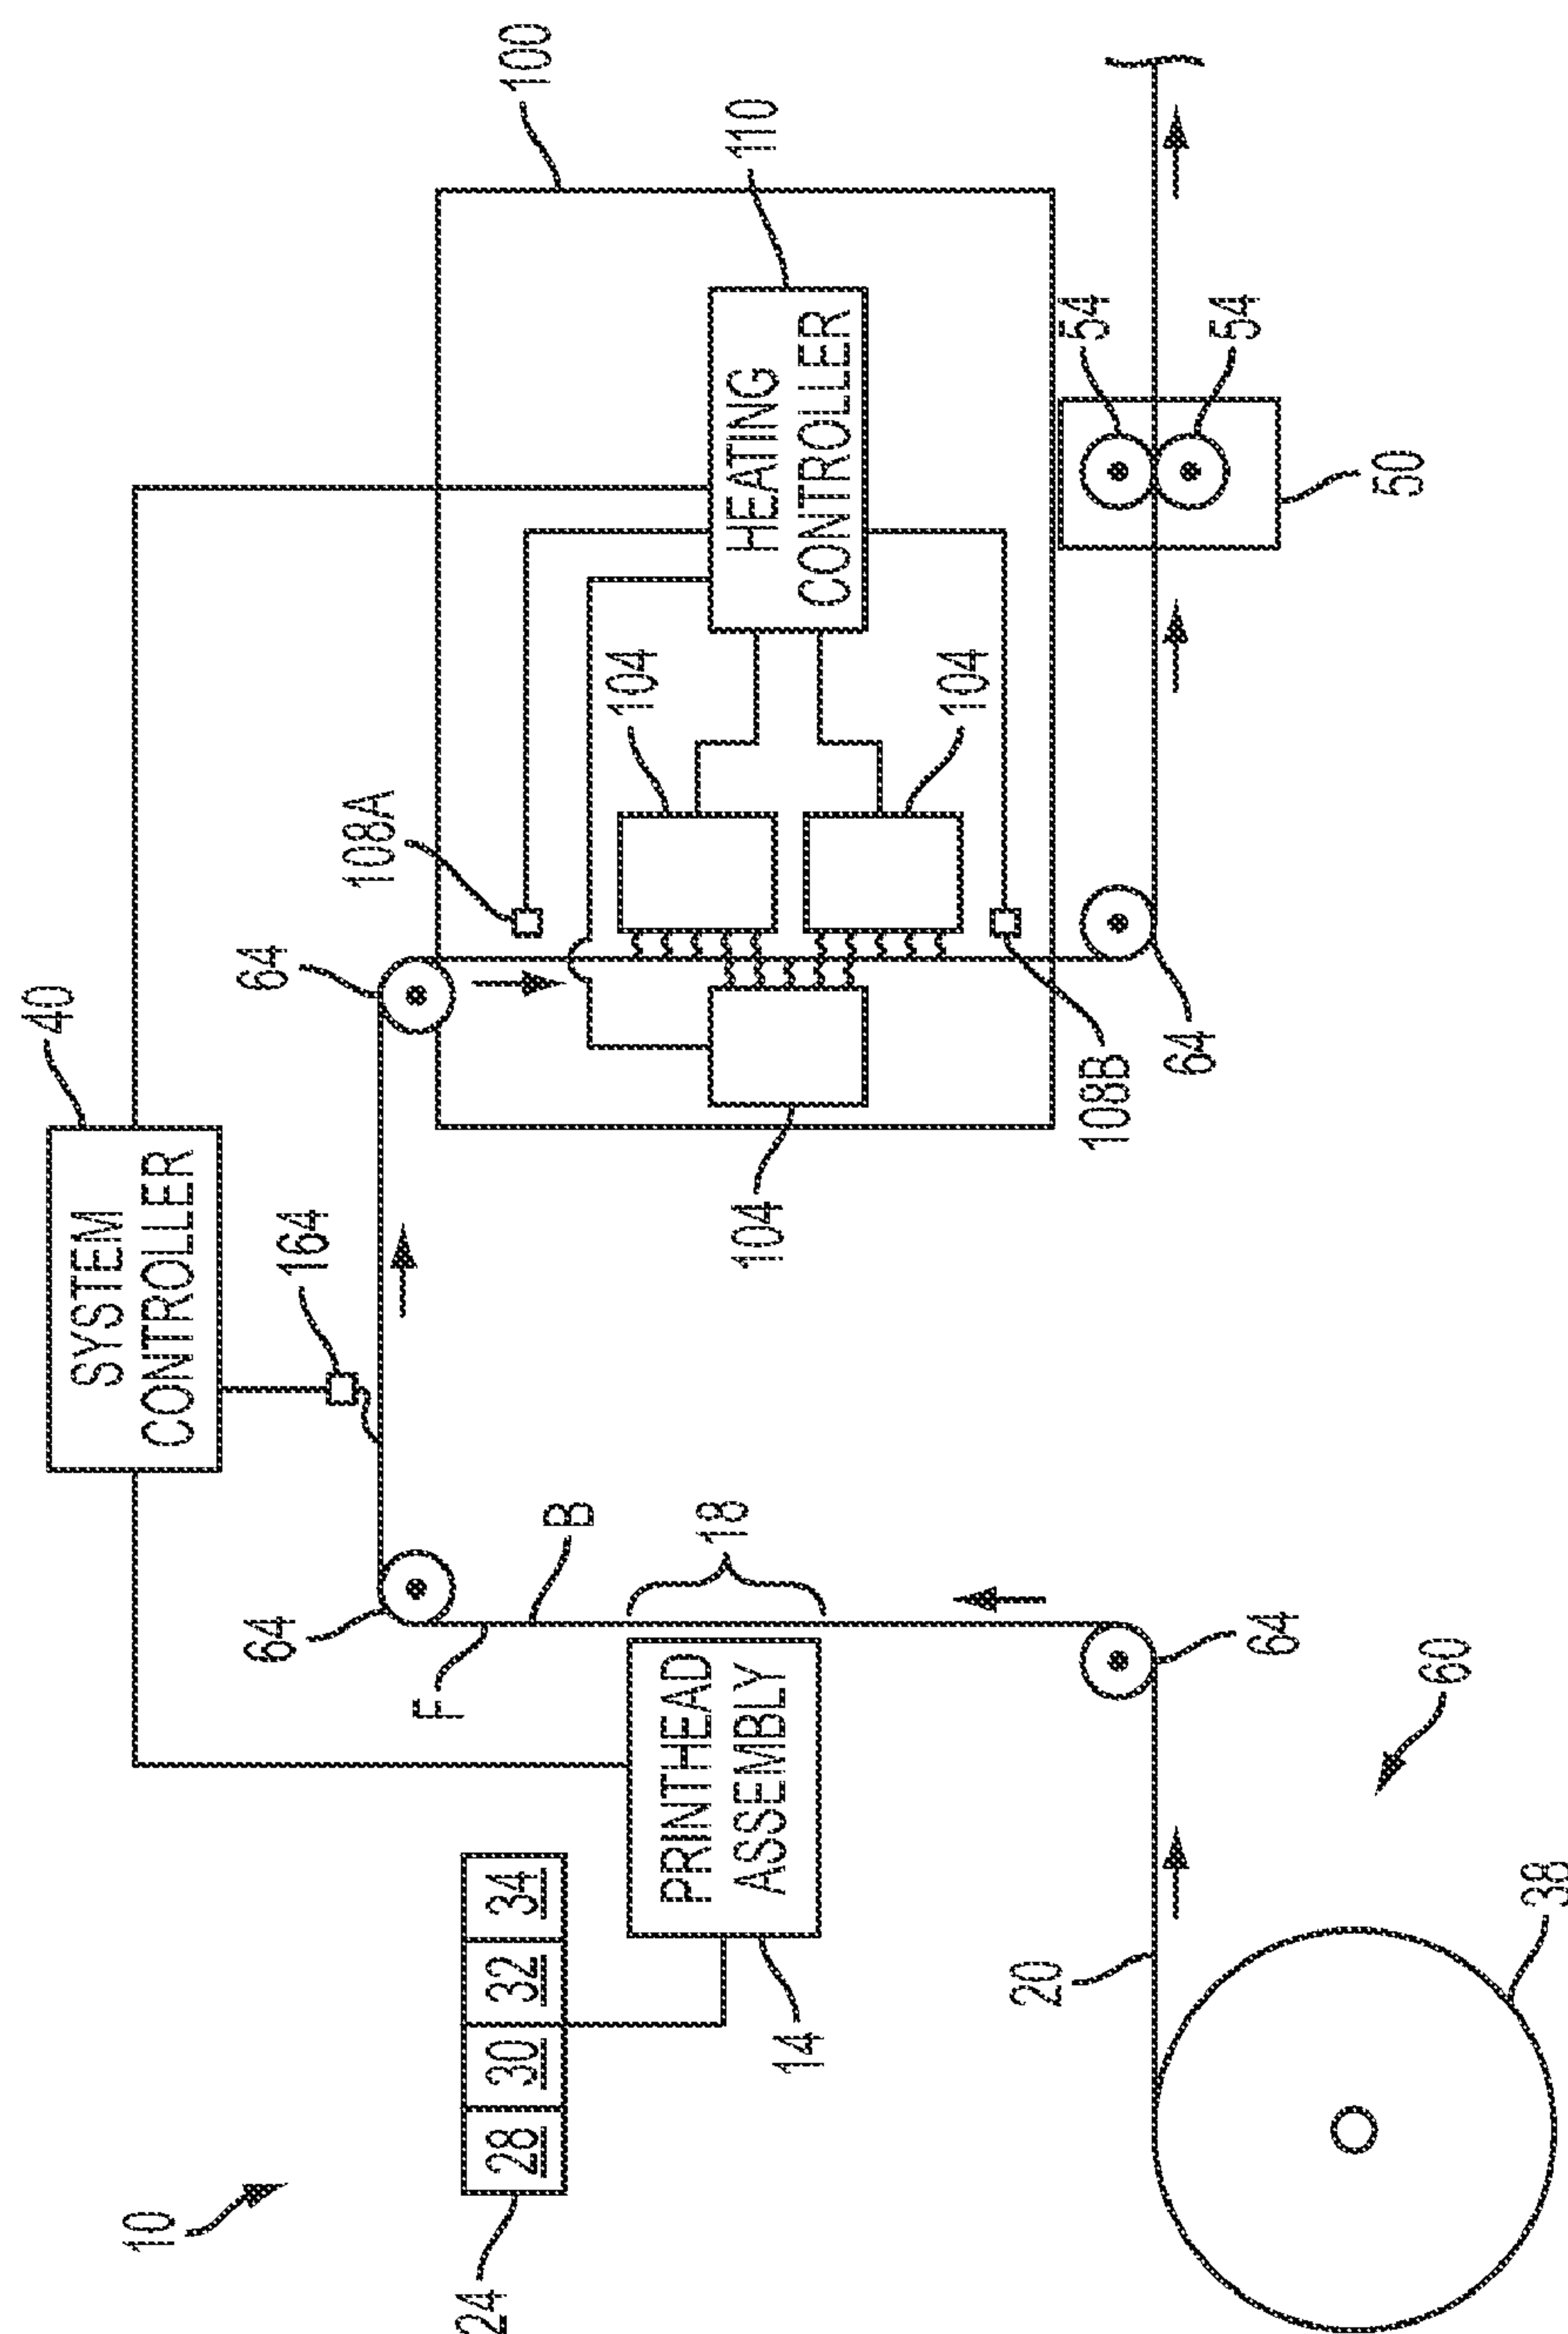 10
24
28 30 32 34
14
PRINTHEAD
ASSEMBLY
18
F
B
64
164
SYSTEM
CONTROLLER
40
64
108A
100
110
HEATING
CONTROLLER
104
104
104
108B
64
54
54
50
20
38
60
64